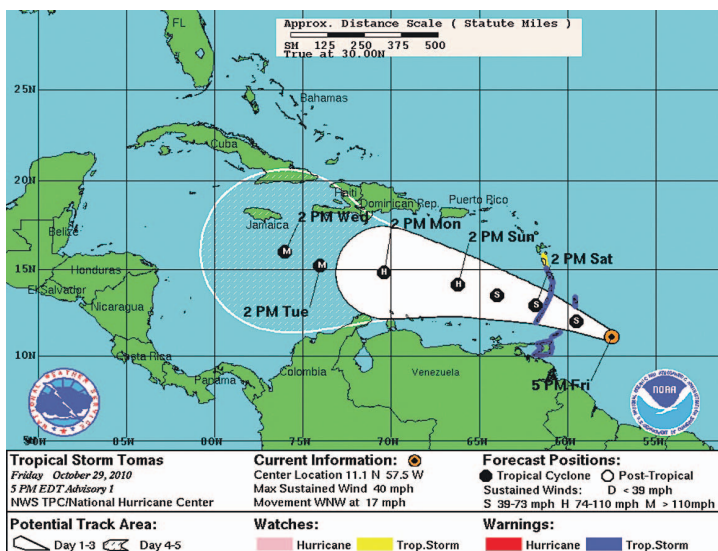 Approx. Distance Scale ( Statute Miles )
SM 125 250 375 500
True at 30.00N
FL
25N
Bahamas
Cuba
20N
Haiti
Dominican Rep.
Puerto Rico
Jamaica
2 PM Wed
2 PM Mon
2 PM Sun
2 PM Sat
Belize
M
M
H
H
S
S
S
15N
Honduras
El Salvador
2 PM Tue
Nicaragua
10N
Costa Rica
Panama
Colombia
Venezuela
5 PM Fri
NATIONAL WEATHER SERVICE
NOAA
85W 80W 75W 70W 65W 60W 55W
Tropical Storm Tomas
Friday October 29, 2010
5 PM EDT Advisory 1
NWS TPC/National Hurricane Center
Current Information:
Center Location 11.1 N 57.5 W
Max Sustained Wind 40 mph
Movement WNW at 17 mph
Forecast Positions:
Tropical Cyclone Post-Tropical
Sustained Winds: D < 39 mph
S 39-73 mph H 74-110 mph M > 110mph
Potential Track Area:
Day 1-3 Day 4-5
Watches:
Hurricane Trop.Storm
Warnings:
Hurricane Trop.Storm